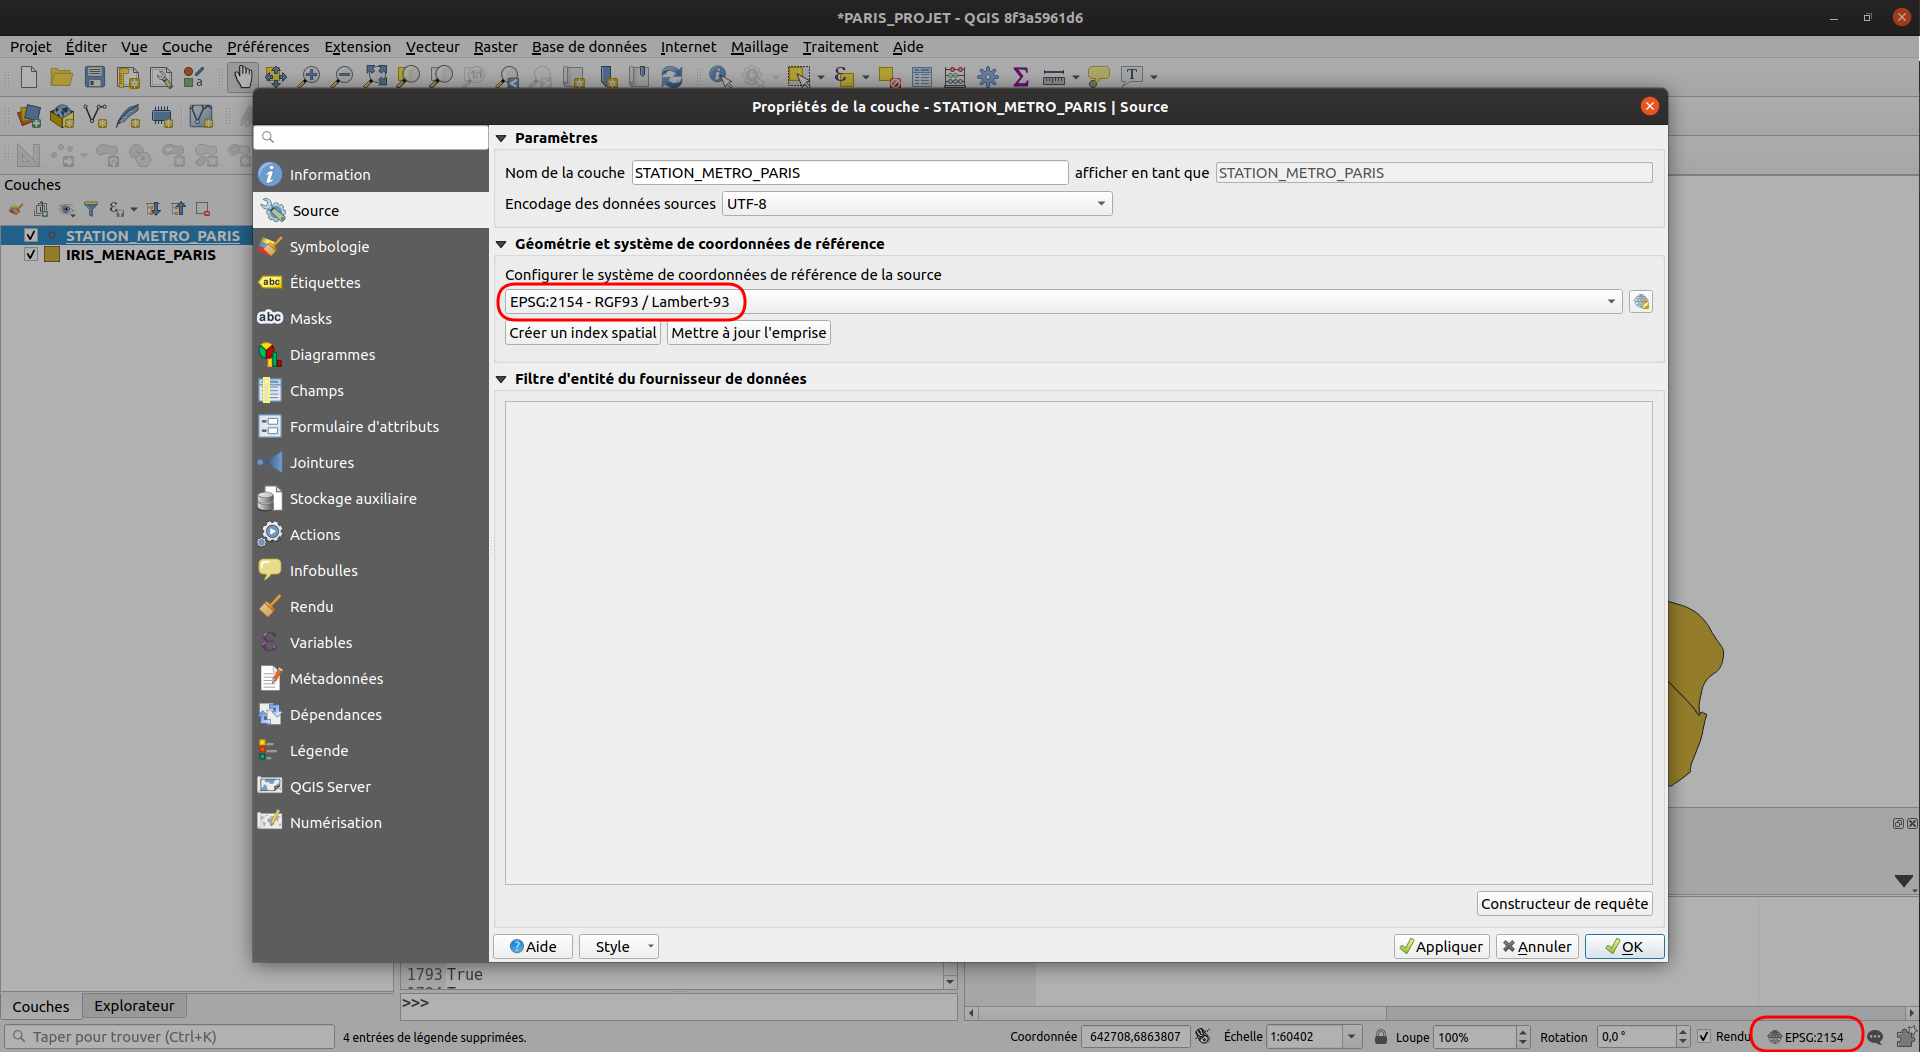 *PARIS_PROJET - QGIS 8f3a5961d6
Projet Éditer Vue Couche Préférences Extension Vecteur Raster Base de données Internet Maillage Traitement Aide
Propriétés de la couche - STATION_METRO_PARIS | Source
Couches
STATION_METRO_PARIS
IRIS_MENAGE_PARIS
Information
Source
Symbologie
abc Étiquettes
abc Masks
Diagrammes
Champs
Formulaire d'attributs
Jointures
Stockage auxiliaire
Actions
Infobulles
Rendu
Variables
Métadonnées
Dépendances
Légende
QGIS Server
Numérisation
Paramètres
Nom de la couche STATION_METRO_PARIS afficher en tant que STATION_METRO_PARIS
Encodage des données sources UTF-8
Géométrie et système de coordonnées de référence
Configurer le système de coordonnées de référence de la source
EPSG:2154 - RGF93 / Lambert-93
Créer un index spatial Mettre à jour l'emprise
Filtre d'entité du fournisseur de données
Constructeur de requête
Aide Style Appliquer Annuler OK
1793 True
>>>
Couches Explorateur
Taper pour trouver (Ctrl+K) 4 entrées de légende supprimées. Coordonnée 642708,6863807 Échelle 1:60402 Loupe 100% Rotation 0,0 ° Rendu EPSG:2154